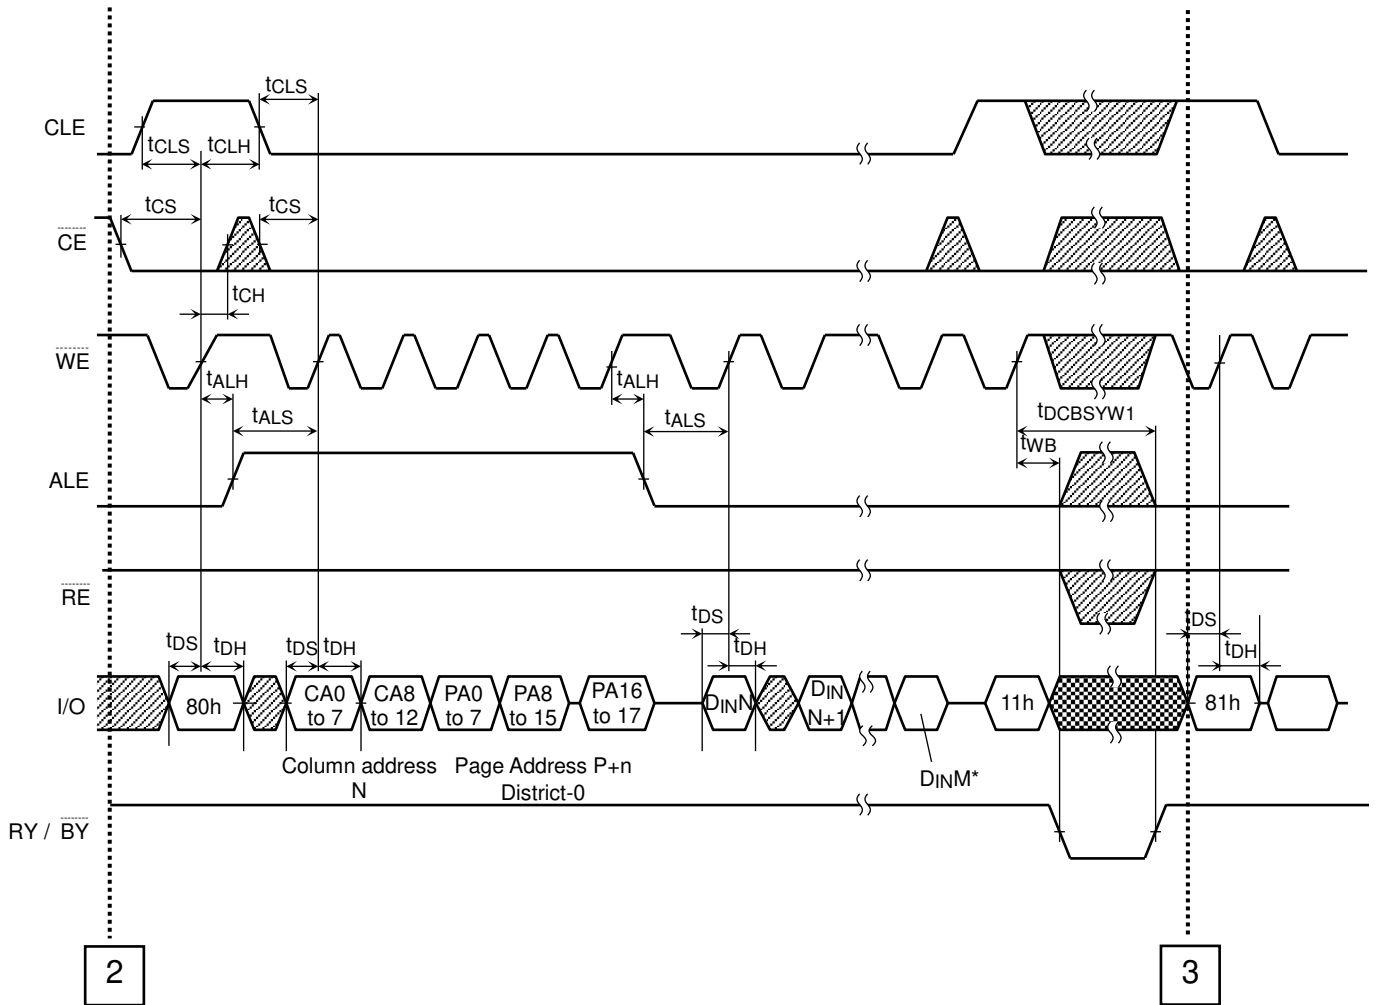 tCLS
CLE
tCLS tCLH
tCS tCS
CE
tCH
WE
tALH tALH
tALS tALS
tDCBSYW1
tWB
ALE
RE
tDS tDH tDS tDH tDS tDH tDS tDH
I/O 80h CA0 to 7 CA8 to 12 PA0 to 7 PA8 to 15 PA16 to 17 DINN DIN N+1 11h 81h
Column address N Page Address P+n District-0 DINM*
RY / BY
2 3